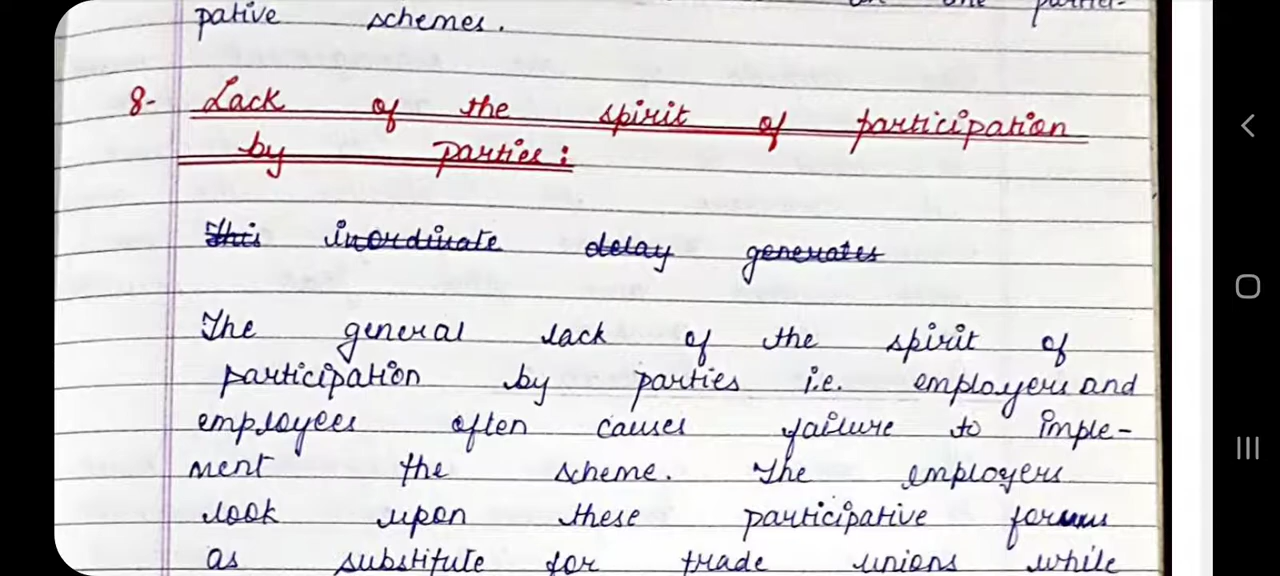 pative schemes.
8- Lack of the spirit of participation
by parties:
This inordinate delay generates
The general lack of the spirit of
participation by parties i.e. employers and
employees often causes failure to imple-
ment the scheme. The employers
look upon these participative forums
as substitute for trade unions while